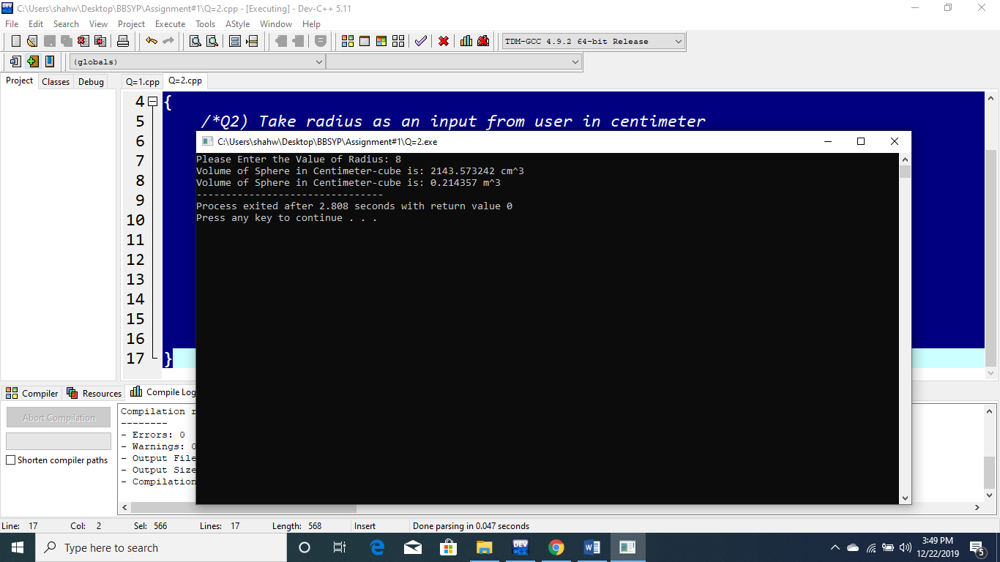 C:\Users\shahw\Desktop\BBSYP\Assignment#1\Q=2.cpp - [Executing] - Dev-C++ 5.11
File Edit Search View Project Execute Tools AStyle Window Help
TDM-GCC 4.9.2 64-bit Release
(globals)
Project Classes Debug Q=1.cpp Q=2.cpp
4 {
5 /*Q2) Take radius as an input from user in centimeter
6
7
8
9
10
11
12
13
14
15
16
17 }
C:\Users\shahw\Desktop\BBSYP\Assignment#1\Q=2.exe
Please Enter the Value of Radius: 8
Volume of Sphere in Centimeter-cube is: 2143.573242 cm^3
Volume of Sphere in Centimeter-cube is: 0.214357 m^3
--------------------------------
Process exited after 2.808 seconds with return value 0
Press any key to continue . . .
Compiler Resources Compile Log
Abort Compilation
Shorten compiler paths
Compilation r
--------
- Errors: 0
- Warnings: 0
- Output File
- Output Size
- Compilation
Line: 17 Col: 2 Sel: 566 Lines: 17 Length: 568 Insert Done parsing in 0.047 seconds
Type here to search
DEV
3:49 PM
12/22/2019
5